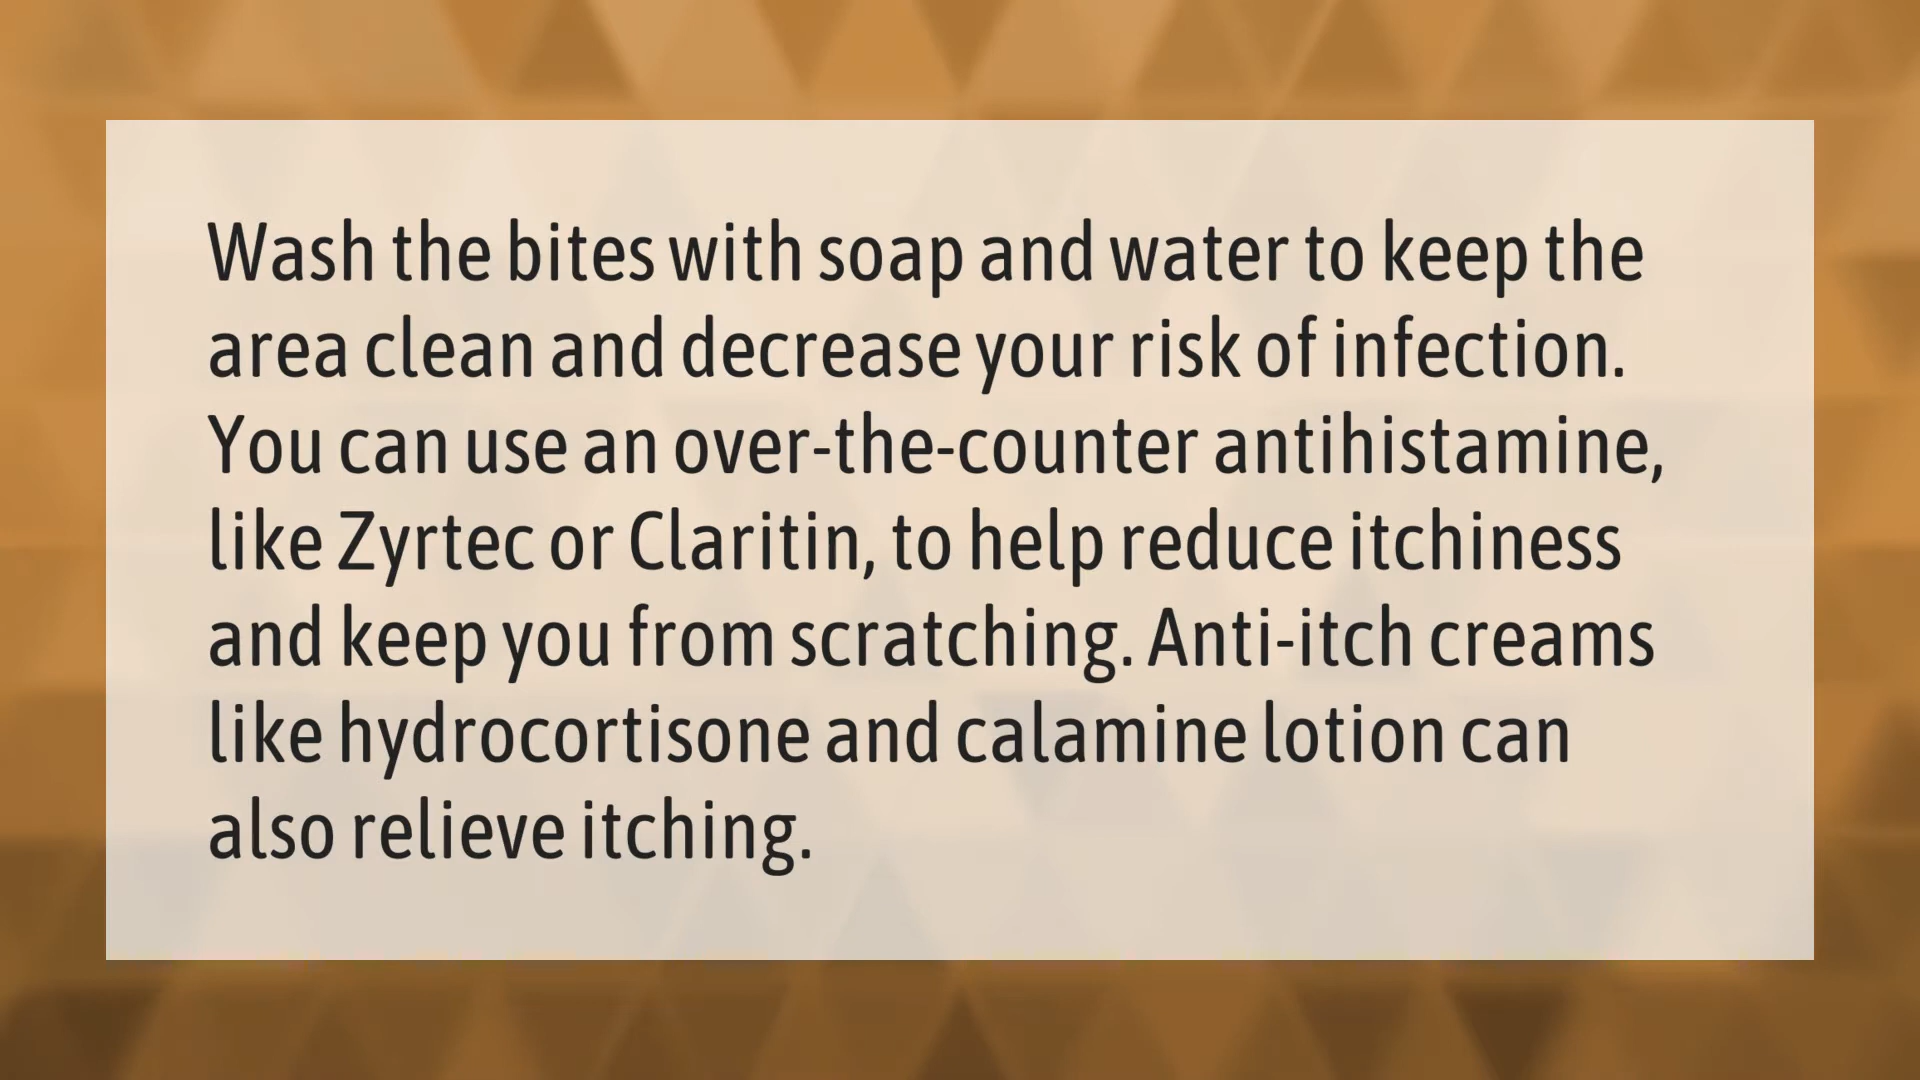 Wash the bites with soap and water to keep the
area clean and decrease your risk of infection.
You can use an over-the-counter antihistamine,
like Zyrtec or Claritin, to help reduce itchiness
and keep you from scratching. Anti-itch creams
like hydrocortisone and calamine lotion can
also relieve itching.